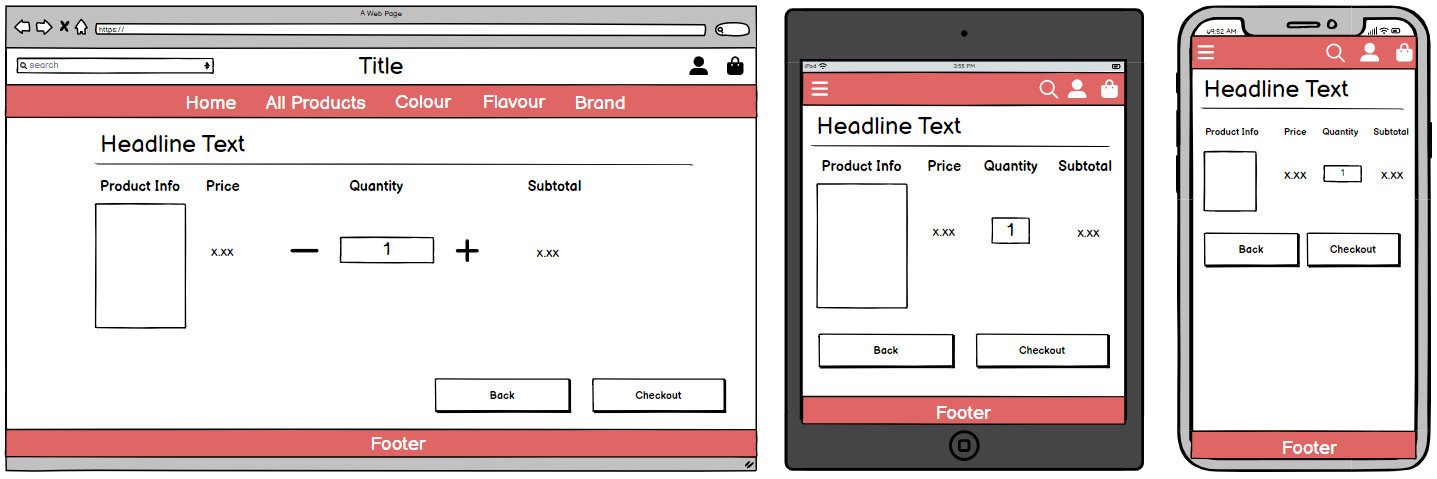 A Web Page
https://
search
Title
Home All Products Colour Flavour Brand
Headline Text
Product Info Price Quantity Subtotal
x.xx 1 x.xx
Back Checkout
Footer
iPad 3:55 PM
Headline Text
Product Info Price Quantity Subtotal
x.xx 1 x.xx
Back Checkout
Footer
09:52 AM
Headline Text
Product Info Price Quantity Subtotal
x.xx 1 x.xx
Back Checkout
Footer